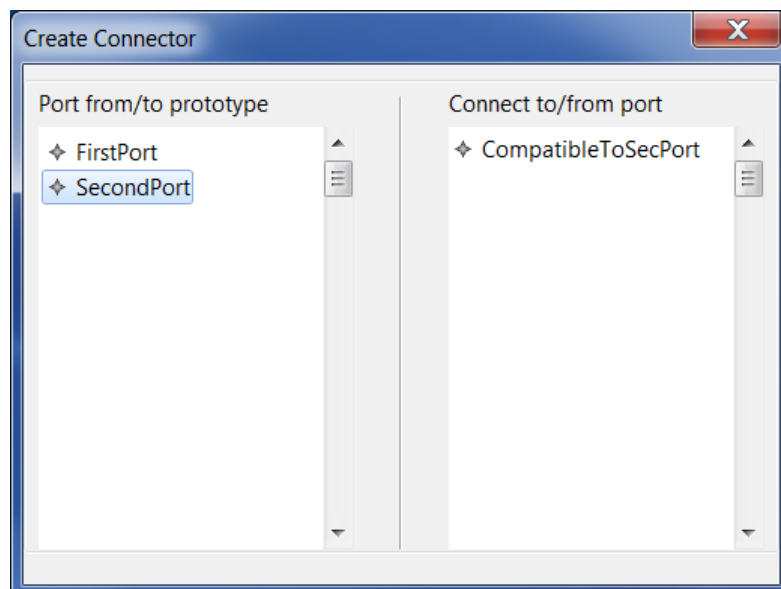 Create Connector
Port from/to prototype
FirstPort
SecondPort
Connect to/from port
CompatibleToSecPort